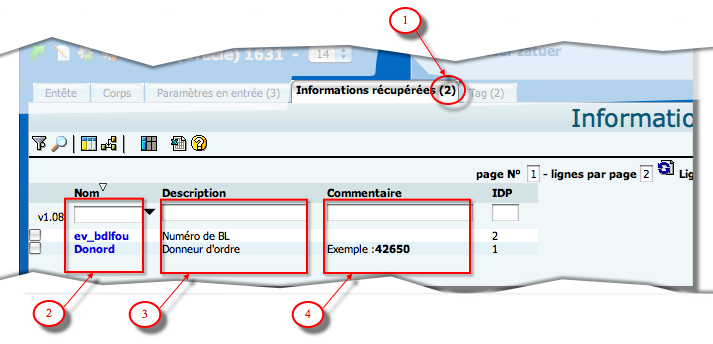 1
1631 - 14
Entête Corps Paramètres en entrée (3) Informations récupérées (2) Tag (2)
Informatio
page N° 1 - lignes par page 2 Lig
Nom Description Commentaire IDP
v1.08
ev_bdlfou Numéro de BL 2
Donord Donneur d'ordre Exemple :42650 1
2 3 4